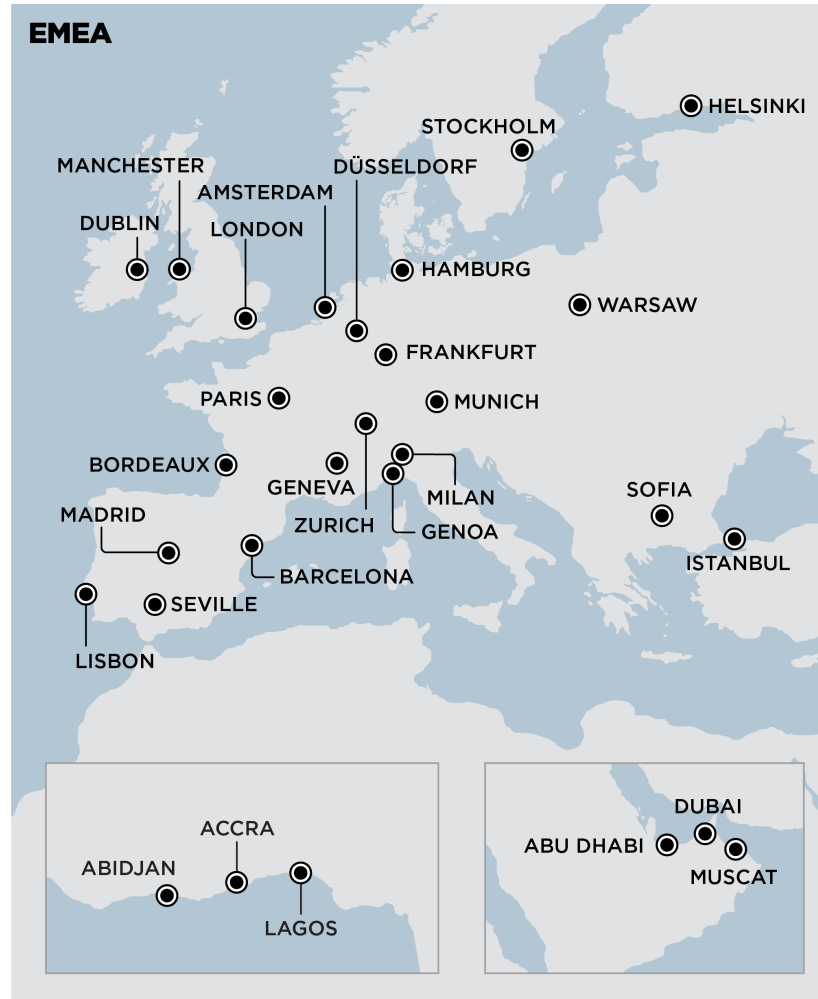 EMEA
HELSINKI
STOCKHOLM
MANCHESTER
DÜSSELDORF
AMSTERDAM
DUBLIN
LONDON
HAMBURG
WARSAW
FRANKFURT
PARIS
MUNICH
BORDEAUX
GENEVA
MILAN
SOFIA
MADRID
ZURICH
GENOA
ISTANBUL
BARCELONA
SEVILLE
LISBON
DUBAI
ACCRA
ABU DHABI
ABIDJAN
MUSCAT
LAGOS